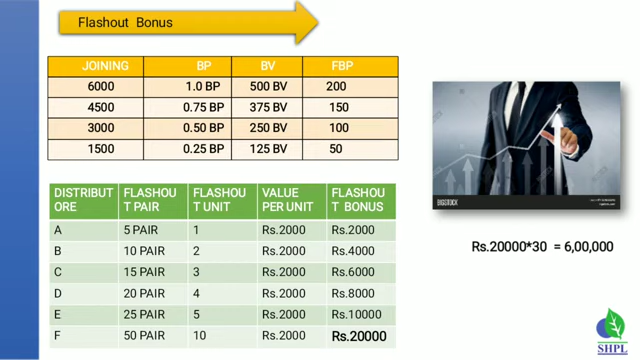 Flashout Bonus
JOINING BP BV FBP
6000 1.0 BP 500 BV 200
4500 0.75 BP 375 BV 150
3000 0.50 BP 250 BV 100
1500 0.25 BP 125 BV 50
DISTRIBUT FLASHOU FLASHOU VALUE FLASHOU
ORE T PAIR T UNIT PER UNIT T BONUS
A 5 PAIR 1 Rs.2000 Rs.2000
B 10 PAIR 2 Rs.2000 Rs.4000
C 15 PAIR 3 Rs.2000 Rs.6000
D 20 PAIR 4 Rs.2000 Rs.8000
E 25 PAIR 5 Rs.2000 Rs.10000
F 50 PAIR 10 Rs.2000 Rs.20000
BIGSTOCK
Rs.20000*30 = 6,00,000
SHPL